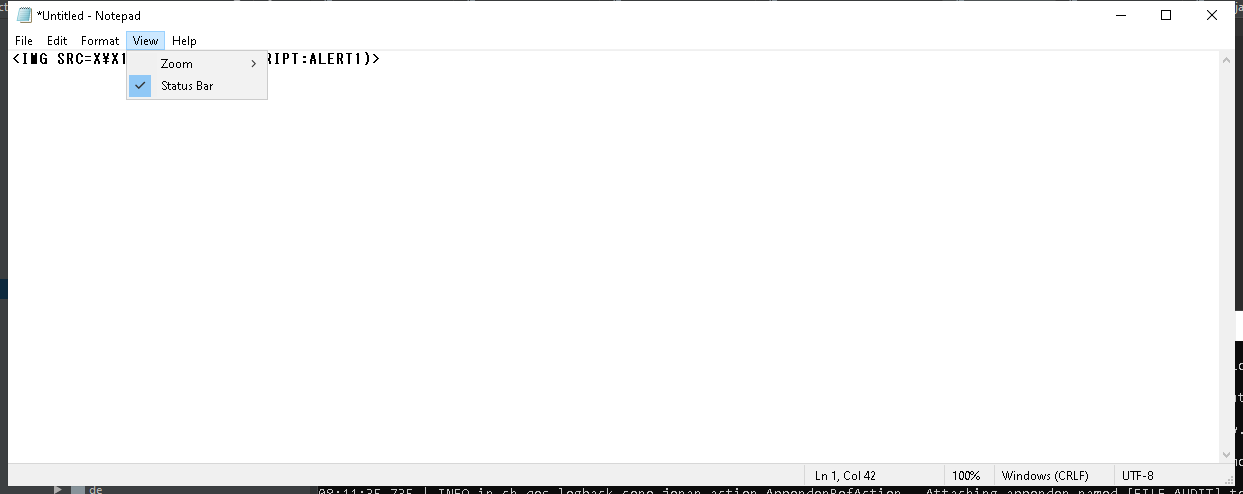 *Untitled - Notepad
File Edit Format View Help
<IMG SRC=X¥X1
RIPT:ALERT1)>
Zoom
Status Bar
Ln 1, Col 42 100% Windows (CRLF) UTF-8
de
08:11:35,735 | INFO in ch.qos.logback.core.joran.action.AppenderRefAction - Attaching appender named [FILE_AUDIT] t